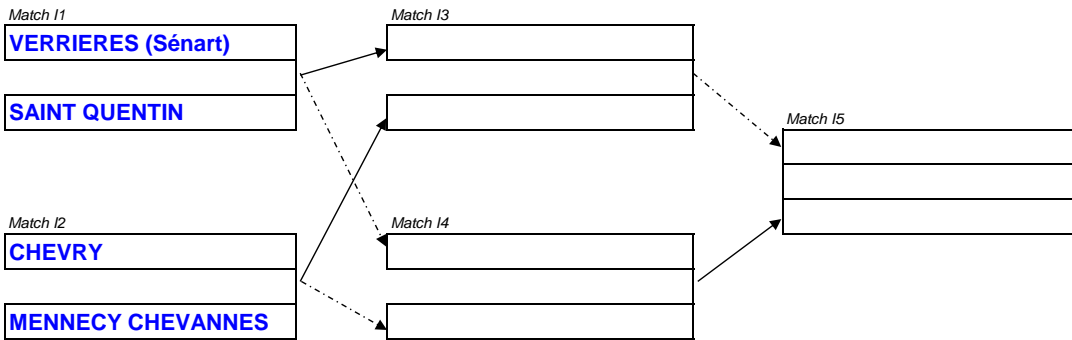 Match I1
VERRIERES (Sénart)
SAINT QUENTIN
Match I2
CHEVRY
MENNECY CHEVANNES
Match I3
Match I4
Match I5